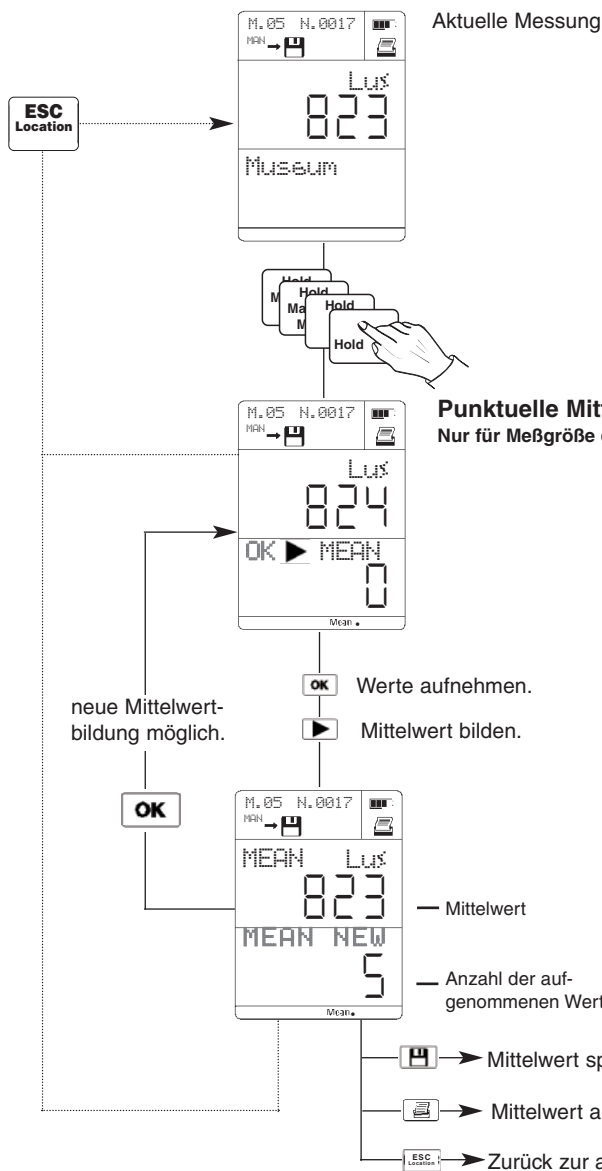 M.05 N.0017
MAN
Aktuelle Messung
Lux
823
Museum
ESC
Location
Hold
M
Hold
Ma
M
Hold
Hold
Punktuelle Mitt
Nur für Meßgröße
M.05 N.0017
MAN
Lux
824
OK ▶ MEAN
0
Mean
OK Werte aufnehmen.
▶ Mittelwert bilden.
neue Mittelwert-
bildung möglich.
OK
M.05 N.0017
MAN
MEAN Lux
823
Mittelwert
MEAN NEW
5
Anzahl der auf-
genommenen Wert
Mean
Mittelwert sp
Mittelwert a
ESC
Location
Zurück zur a